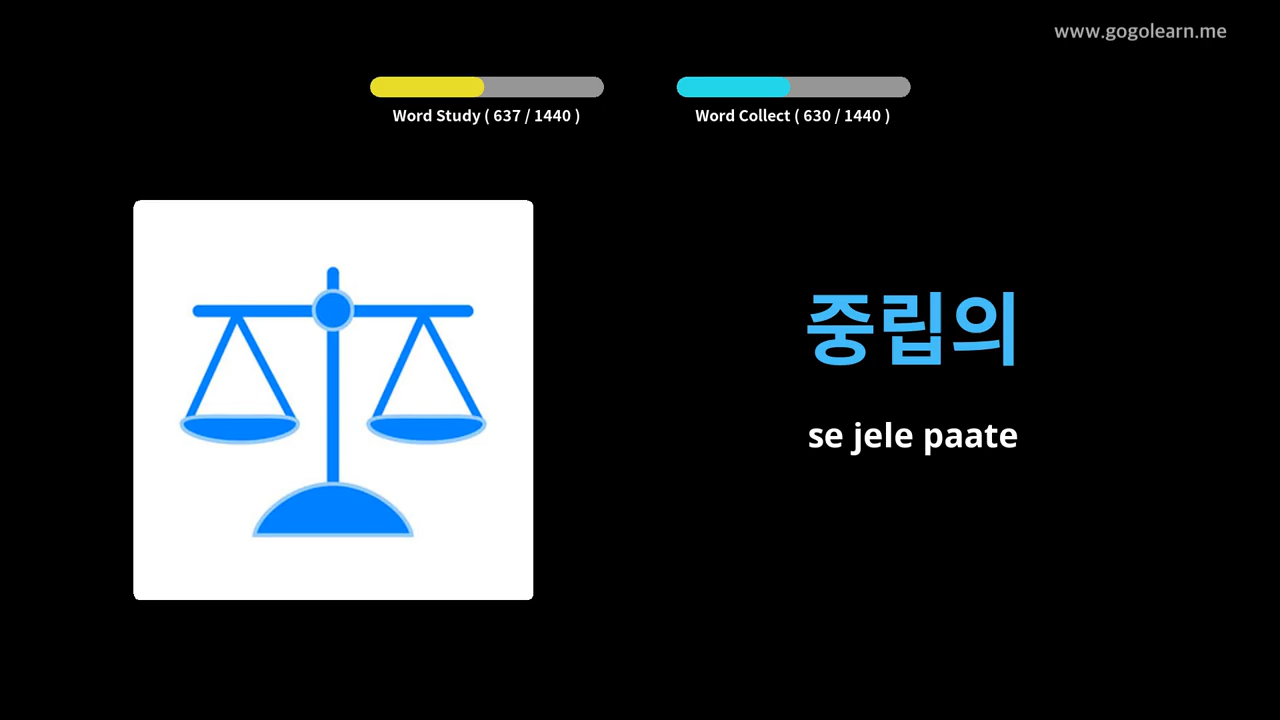 www.gogolearn.me
Word Study ( 637 / 1440 )
Word Collect ( 630 / 1440 )
중립의
se jele paate